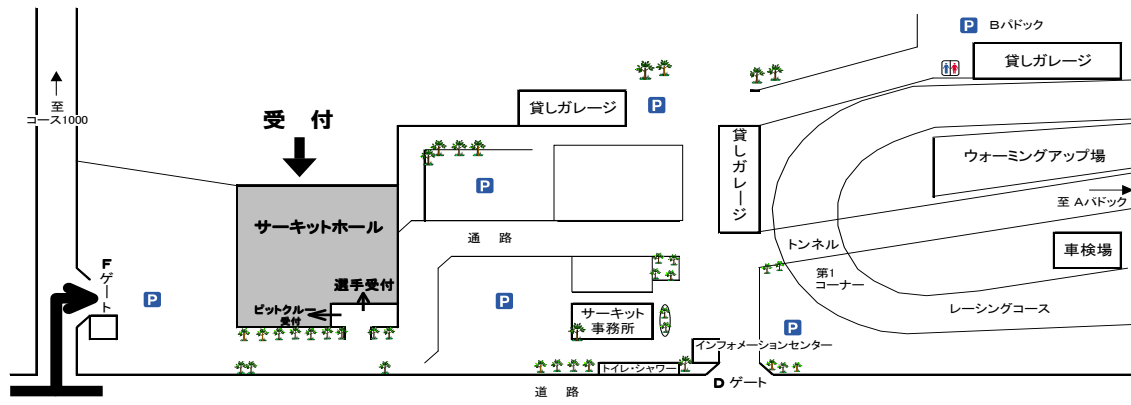 P Bパドック
貸しガレージ
至
コース1000
受 付
貸しガレージ
P
貸しガレージ
ウォーミングアップ場
至 Aパドック
P
サーキットホール
通 路
トンネル
車検場
Fゲート
P
選手受付
ピットクルー
受付
P
サーキット
事務所
第1
コーナー
レーシングコース
P
インフォメーションセンター
トイレ・シャワー
D ゲート
道 路